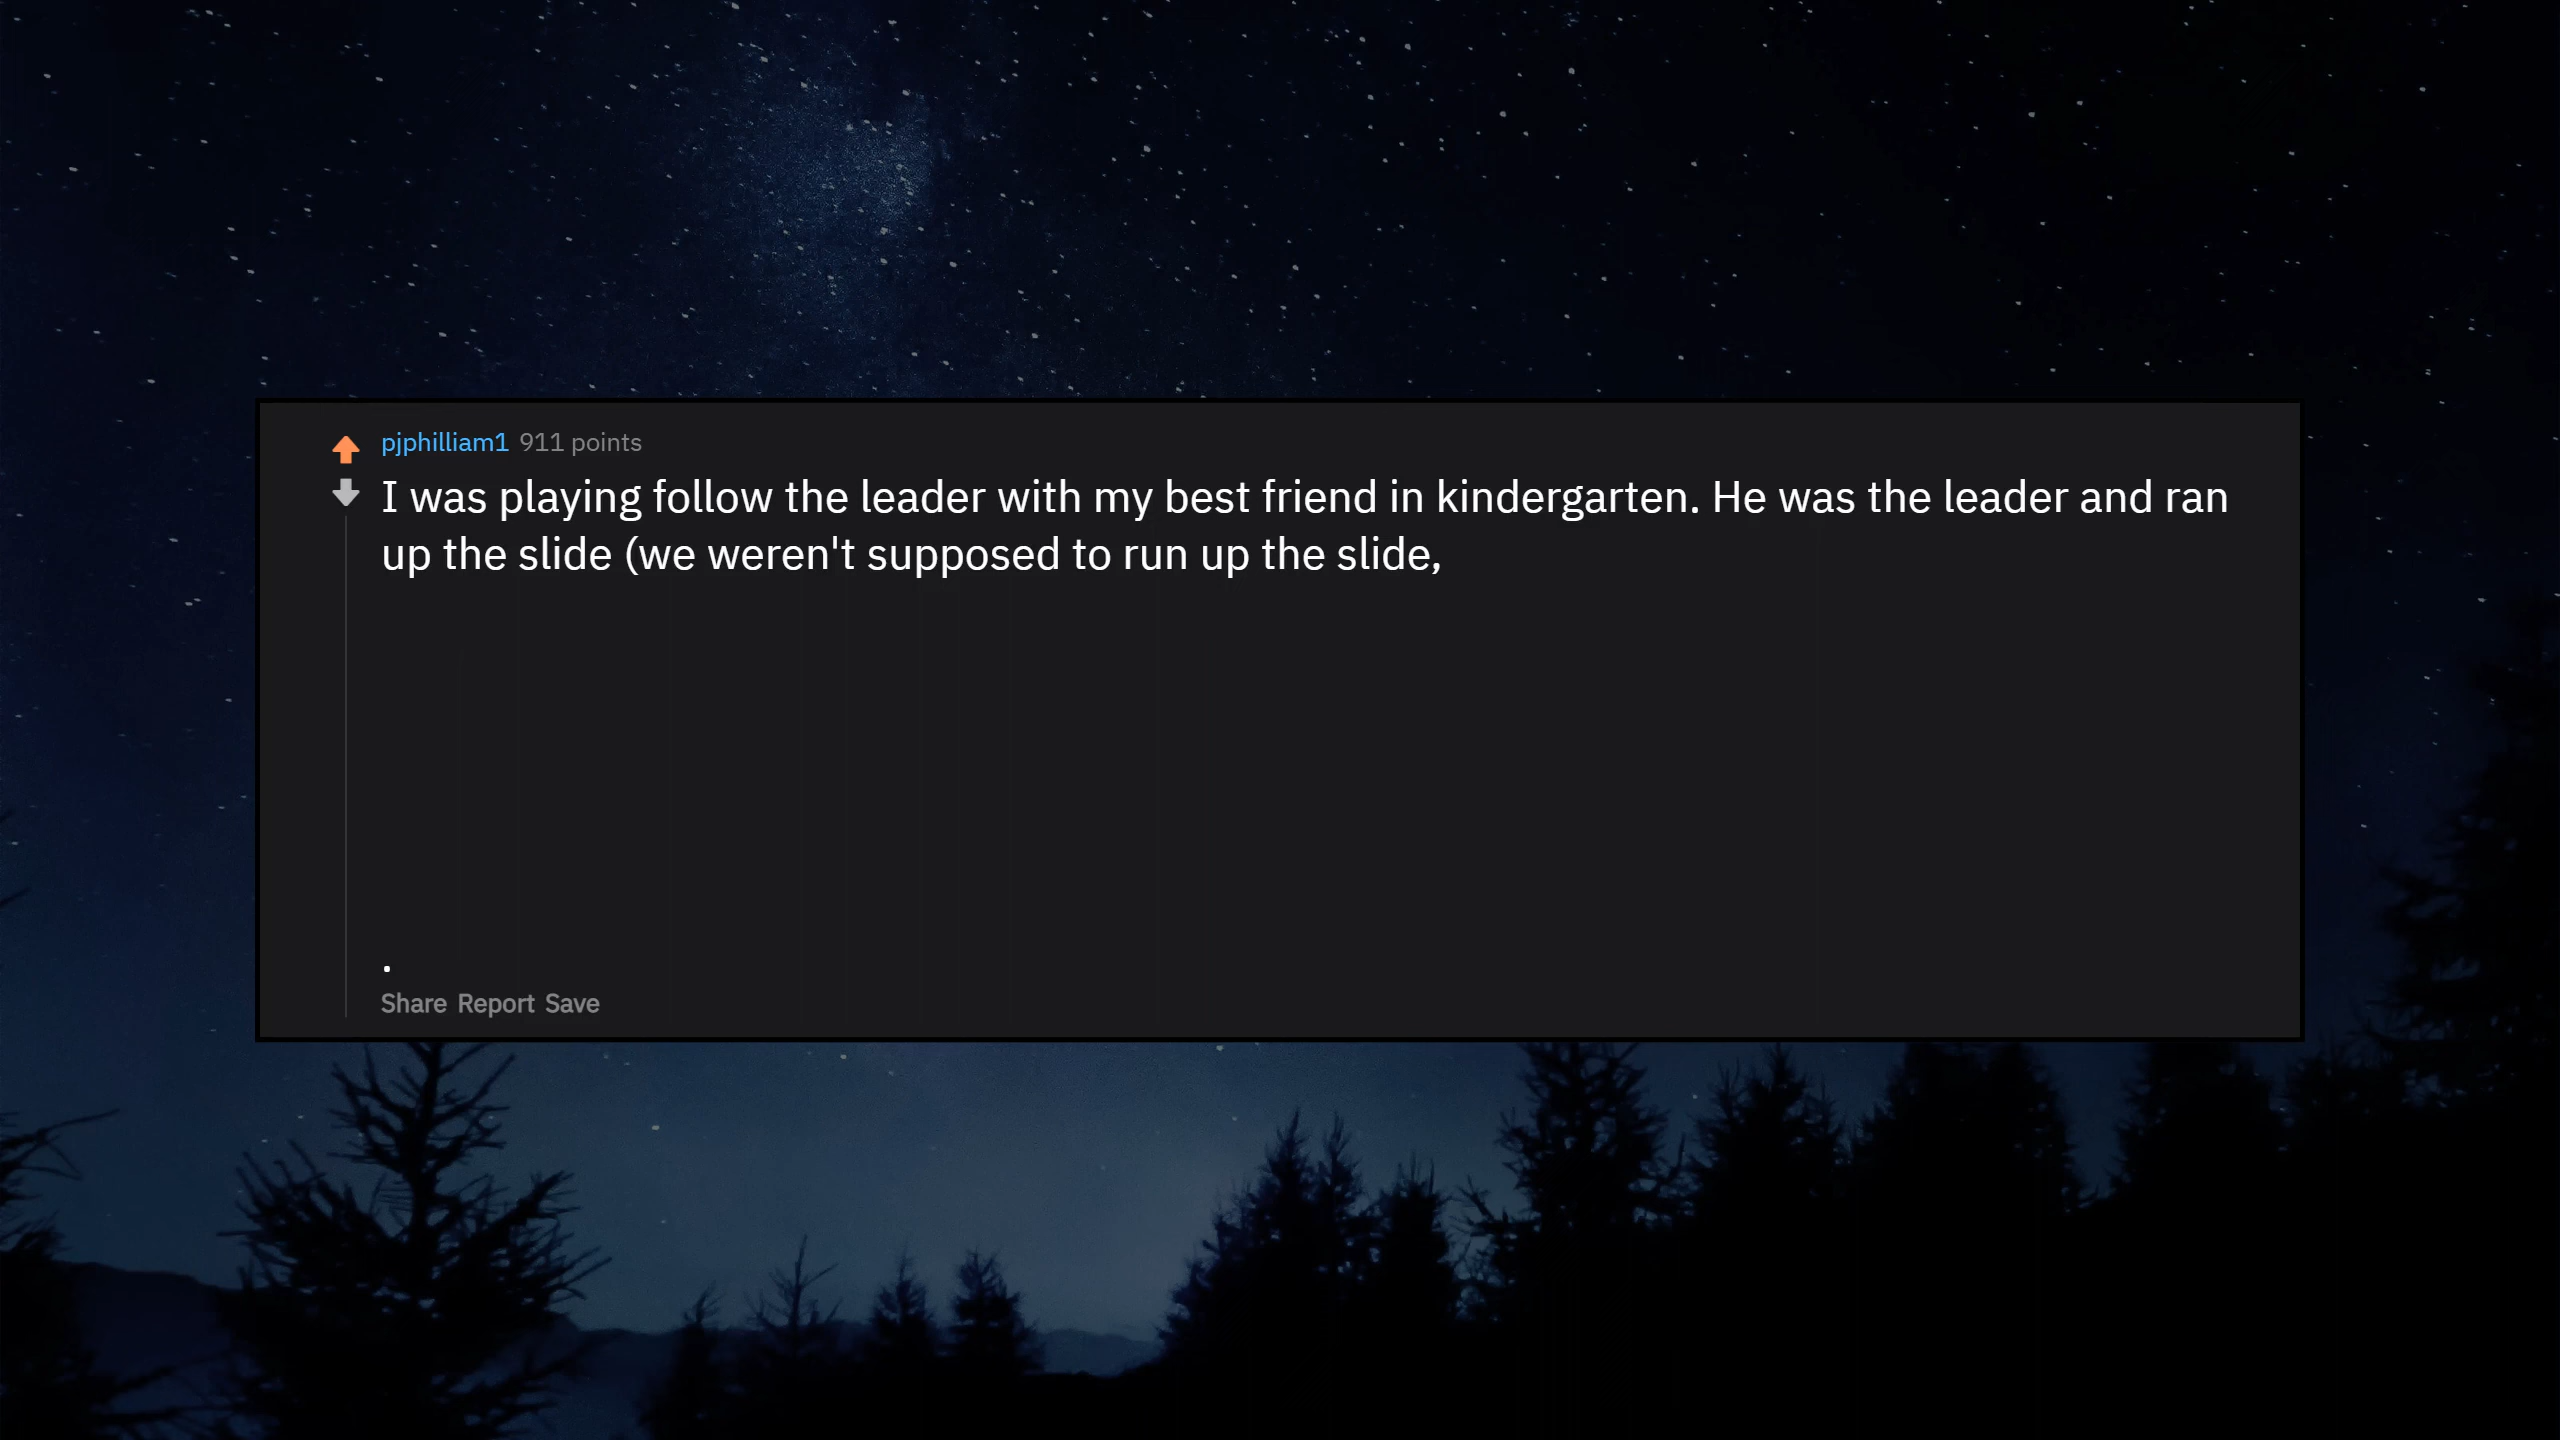 pjphilliam1 911 points
I was playing follow the leader with my best friend in kindergarten. He was the leader and ran
up the slide (we weren't supposed to run up the slide,
.
Share Report Save